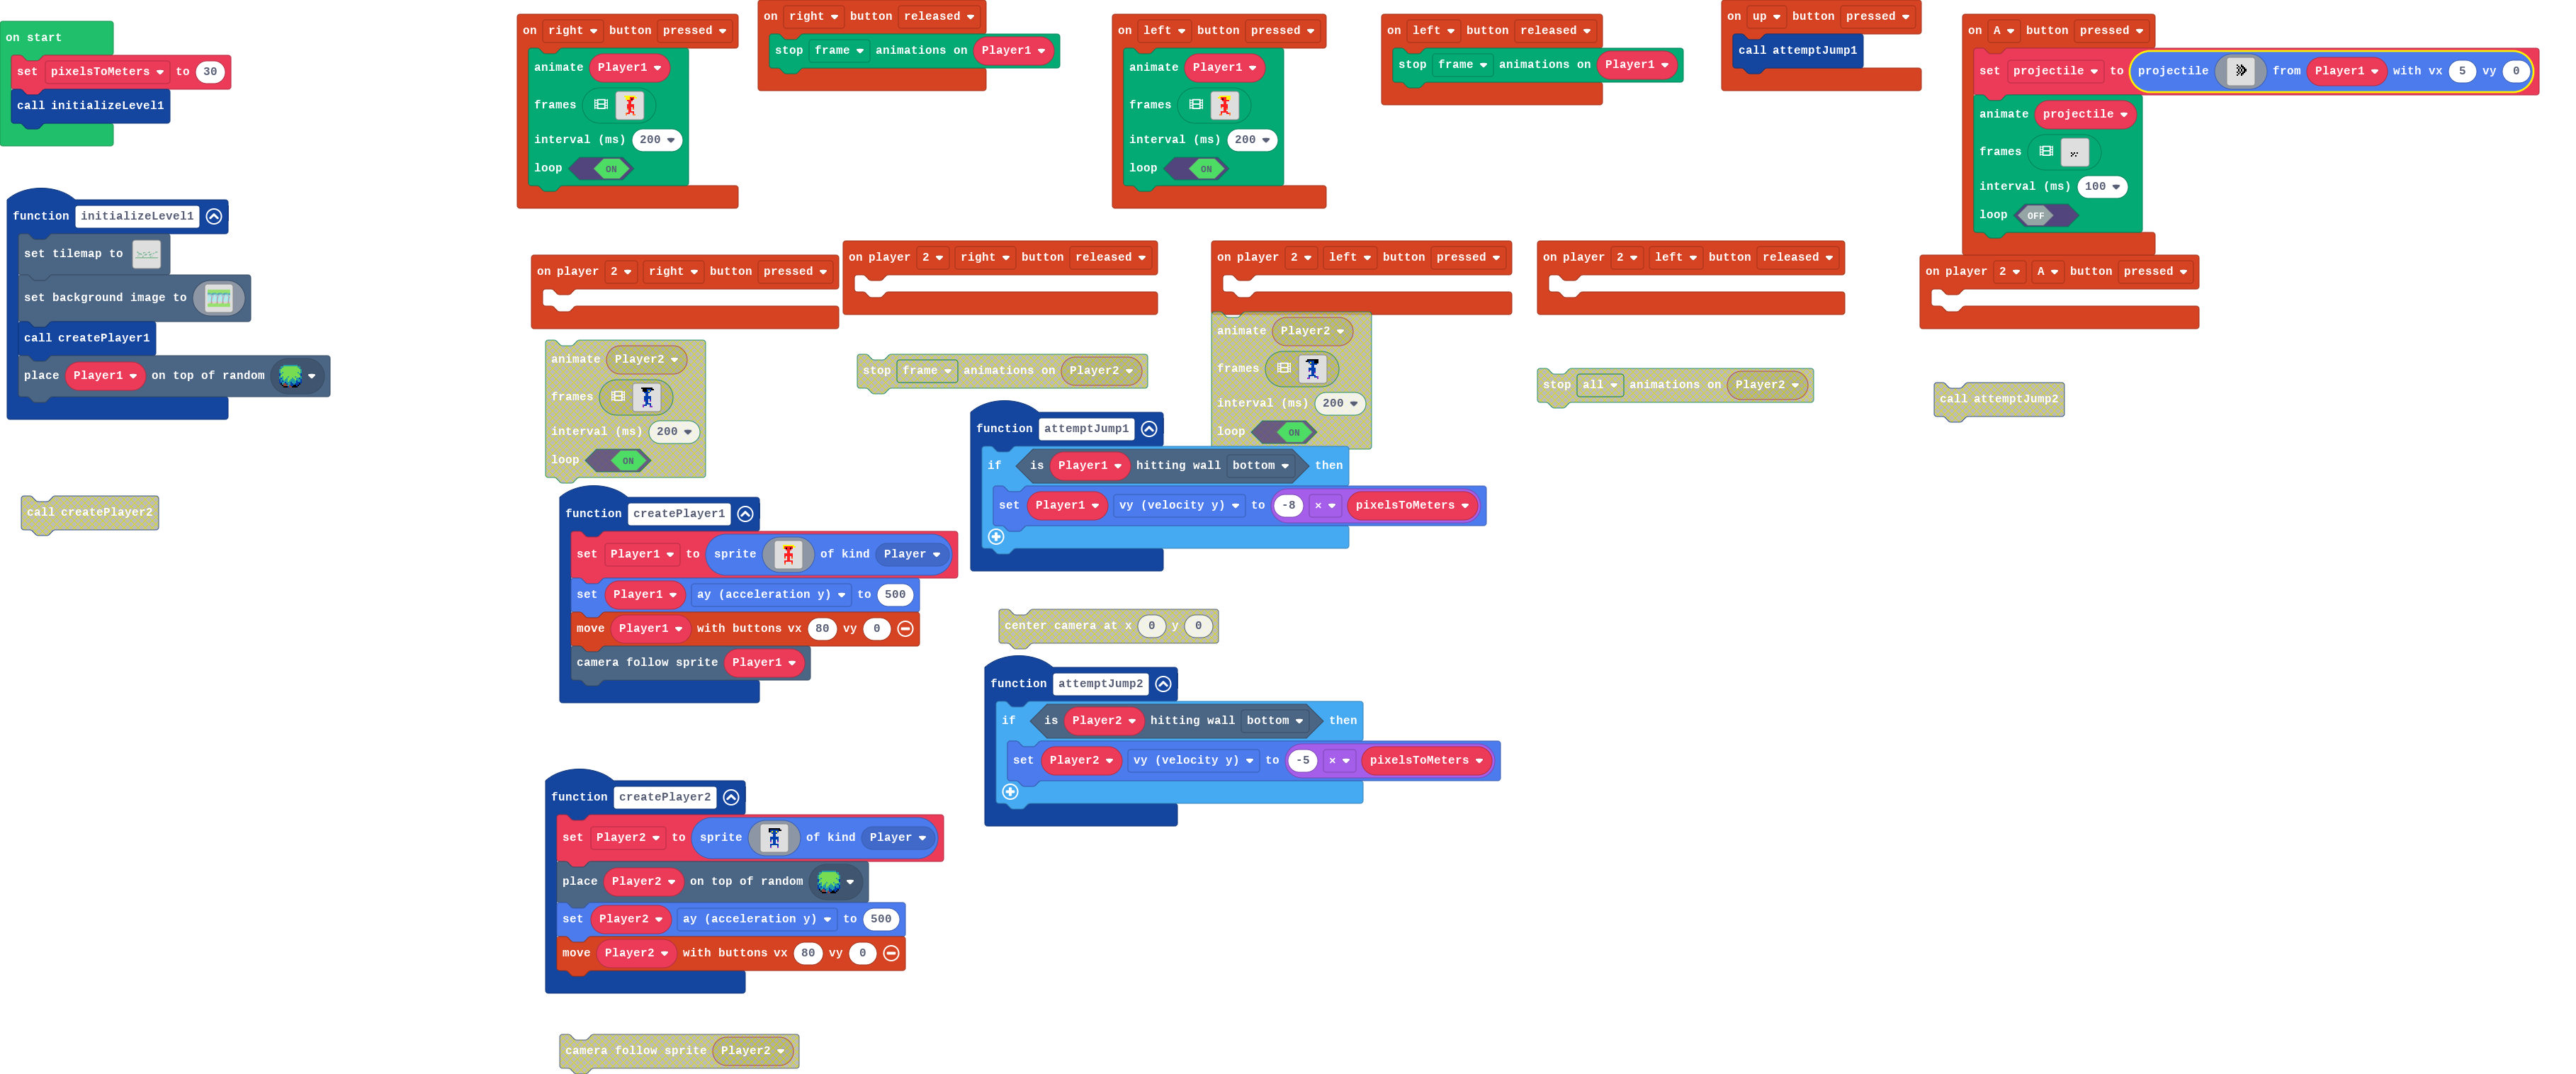 on start
set pixelsToMeters to 30
call initializeLevel1
function initializeLevel1
set tilemap to
set background image to
call createPlayer1
place Player1 on top of random
call createPlayer2
on right button pressed
animate Player1
frames
interval (ms) 200
loop ON
on right button released
stop frame animations on Player1
on left button pressed
animate Player1
frames
interval (ms) 200
loop ON
on left button released
stop frame animations on Player1
on up button pressed
call attemptJump1
on A button pressed
set projectile to projectile from Player1 with vx 5 vy 0
animate projectile
frames
interval (ms) 100
loop OFF
on player 2 right button pressed
animate Player2
frames
interval (ms) 200
loop ON
on player 2 right button released
stop frame animations on Player2
on player 2 left button pressed
animate Player2
frames
interval (ms) 200
loop ON
on player 2 left button released
stop all animations on Player2
on player 2 A button pressed
call attemptJump2
function createPlayer1
set Player1 to sprite of kind Player
set Player1 ay (acceleration y) to 500
move Player1 with buttons vx 80 vy 0
camera follow sprite Player1
function attemptJump1
if is Player1 hitting wall bottom then
set Player1 vy (velocity y) to -8 × pixelsToMeters
center camera at x 0 y 0
function attemptJump2
if is Player2 hitting wall bottom then
set Player2 vy (velocity y) to -5 × pixelsToMeters
function createPlayer2
set Player2 to sprite of kind Player
place Player2 on top of random
set Player2 ay (acceleration y) to 500
move Player2 with buttons vx 80 vy 0
camera follow sprite Player2